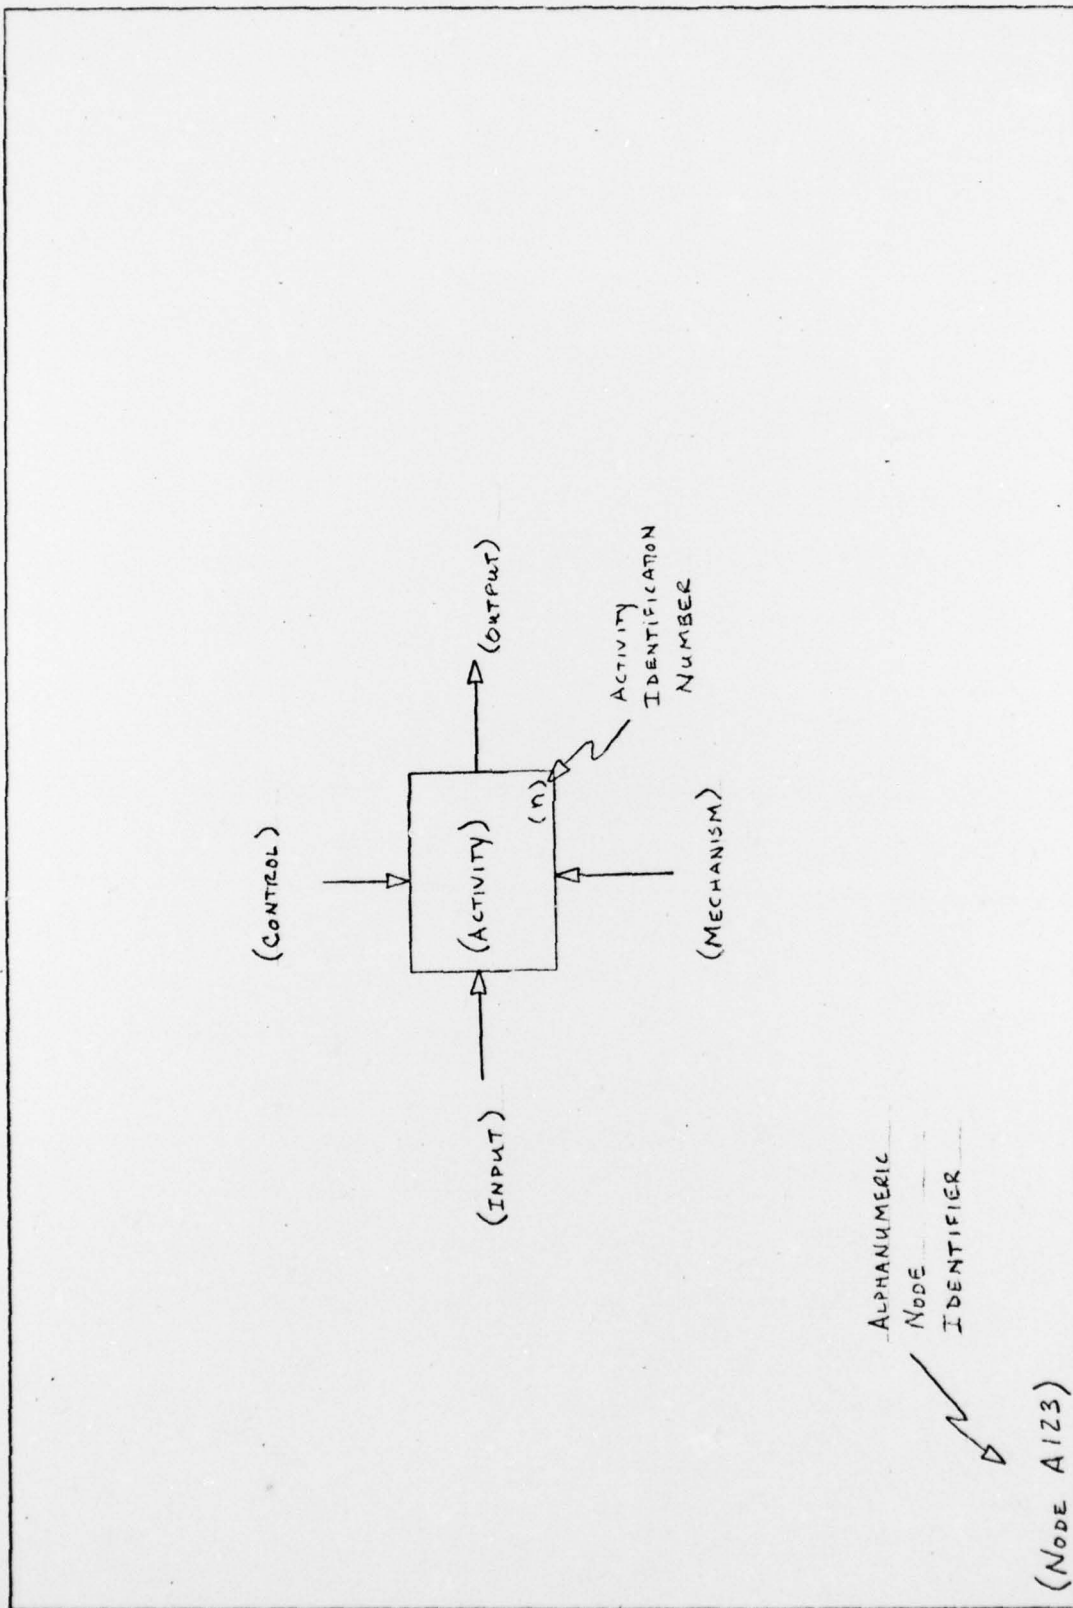 (CONTROL)
(INPUT)
(ACTIVITY)
(OUTPUT)
(n)
ACTIVITY
IDENTIFICATION
NUMBER
(MECHANISM)
ALPHANUMERIC
NODE
IDENTIFIER
(NODE A123)